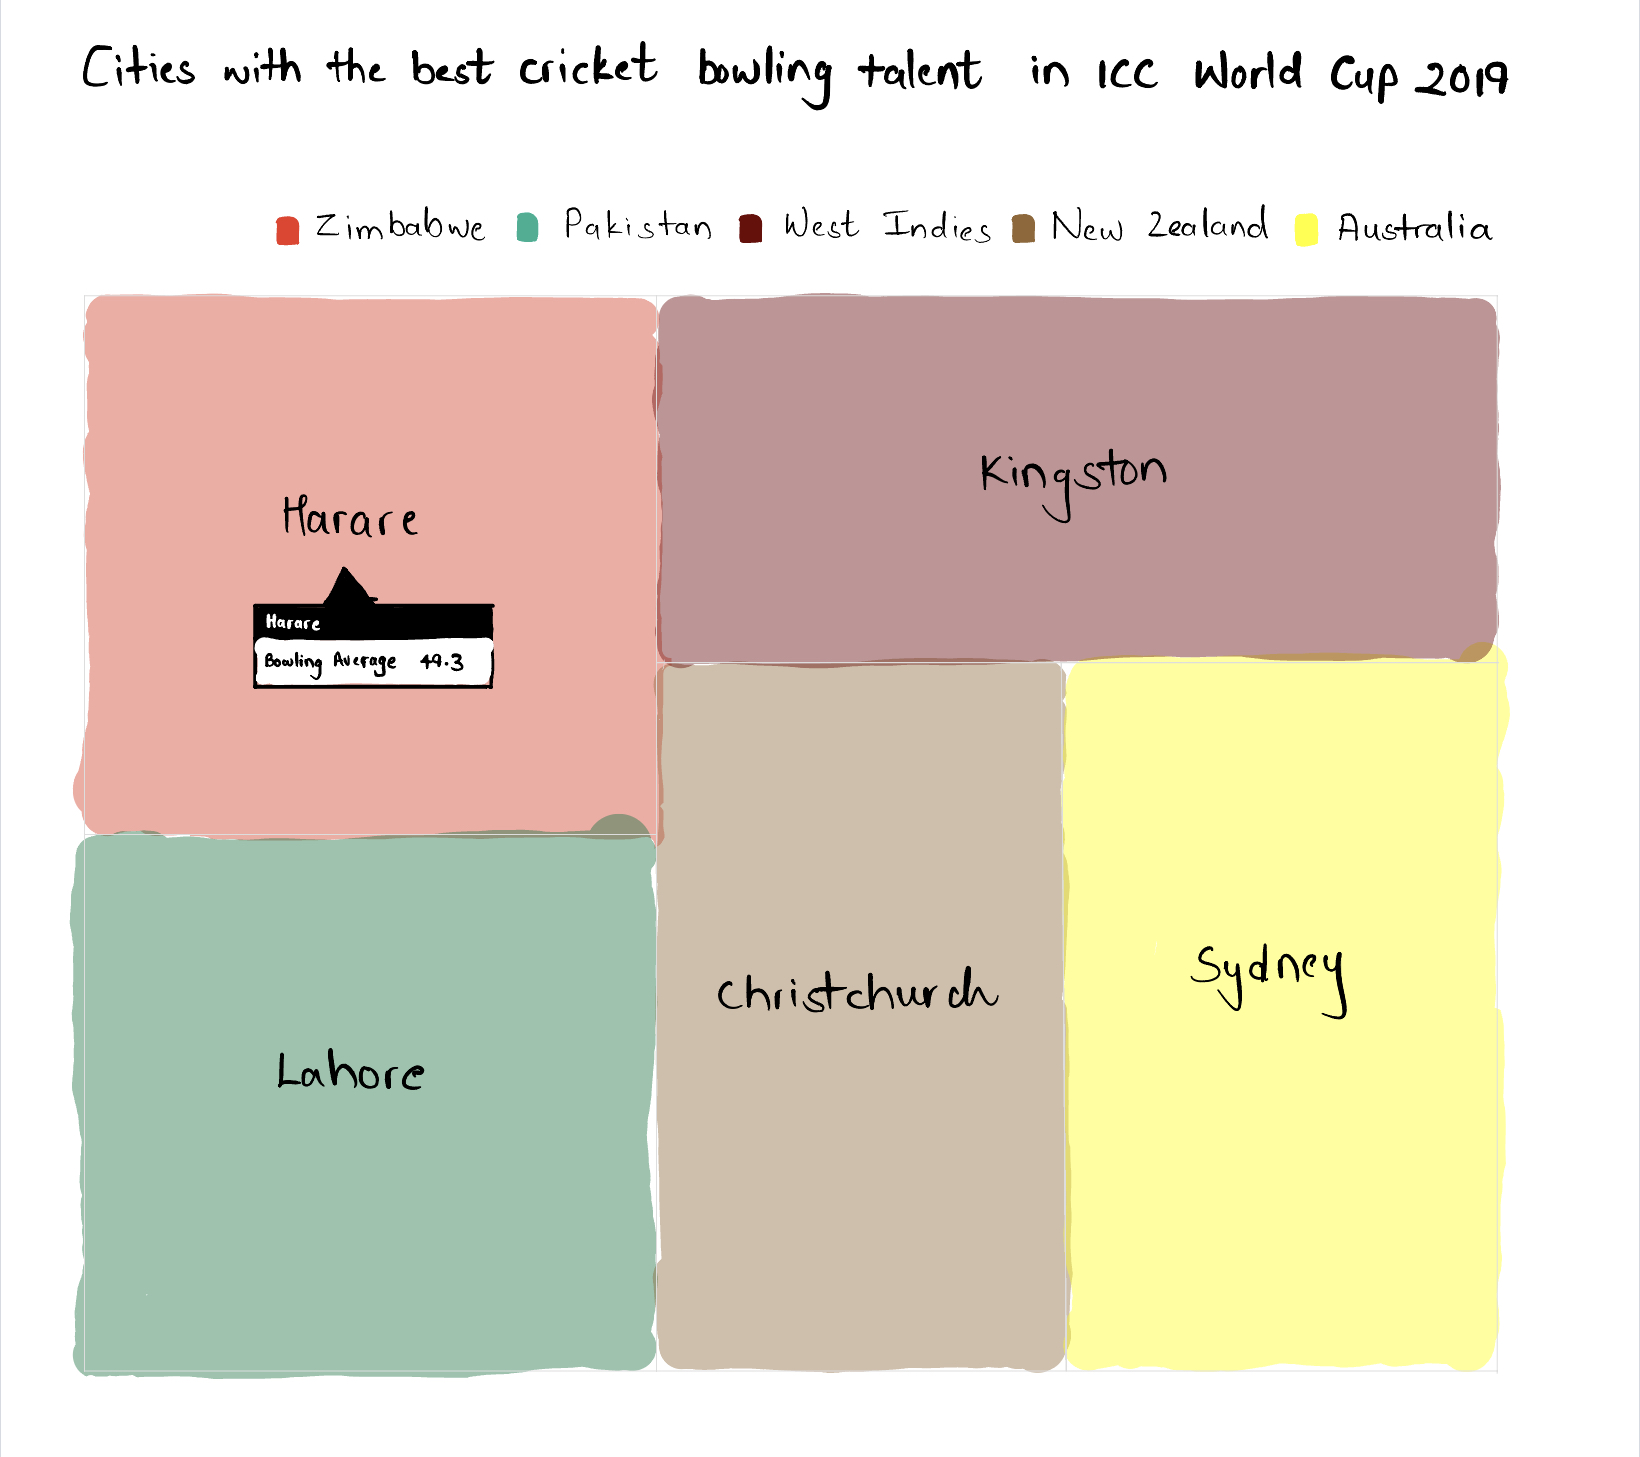 Cities with the best cricket bowling talent in ICC World Cup 2019
Zimbabwe Pakistan West Indies New Zealand Australia
Kingston
Harare
Harare
Bowling Average 49.3
Sydney
Christchurch
Lahore